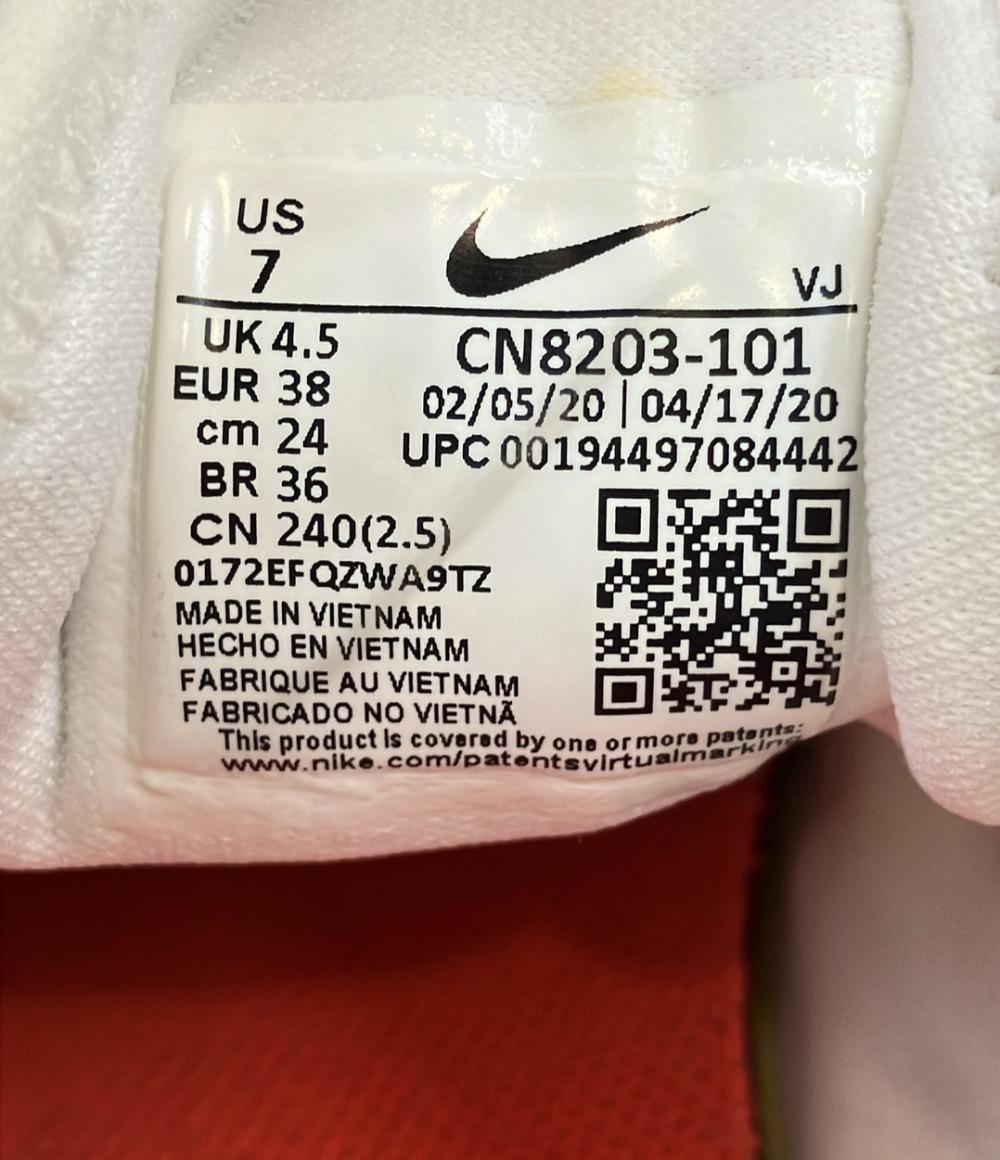 US
7
VJ
UK 4.5
EUR 38
cm 24
BR 36
CN 240(2.5)
CN8203-101
02/05/20 | 04/17/20
UPC 00194497084442
0172EFQZWA9TZ
MADE IN VIETNAM
HECHO EN VIETNAM
FABRIQUE AU VIETNAM
FABRICADO NO VIETNÃ
This product is covered by one or more patents:
www.nike.com/patentsvirtualmarking